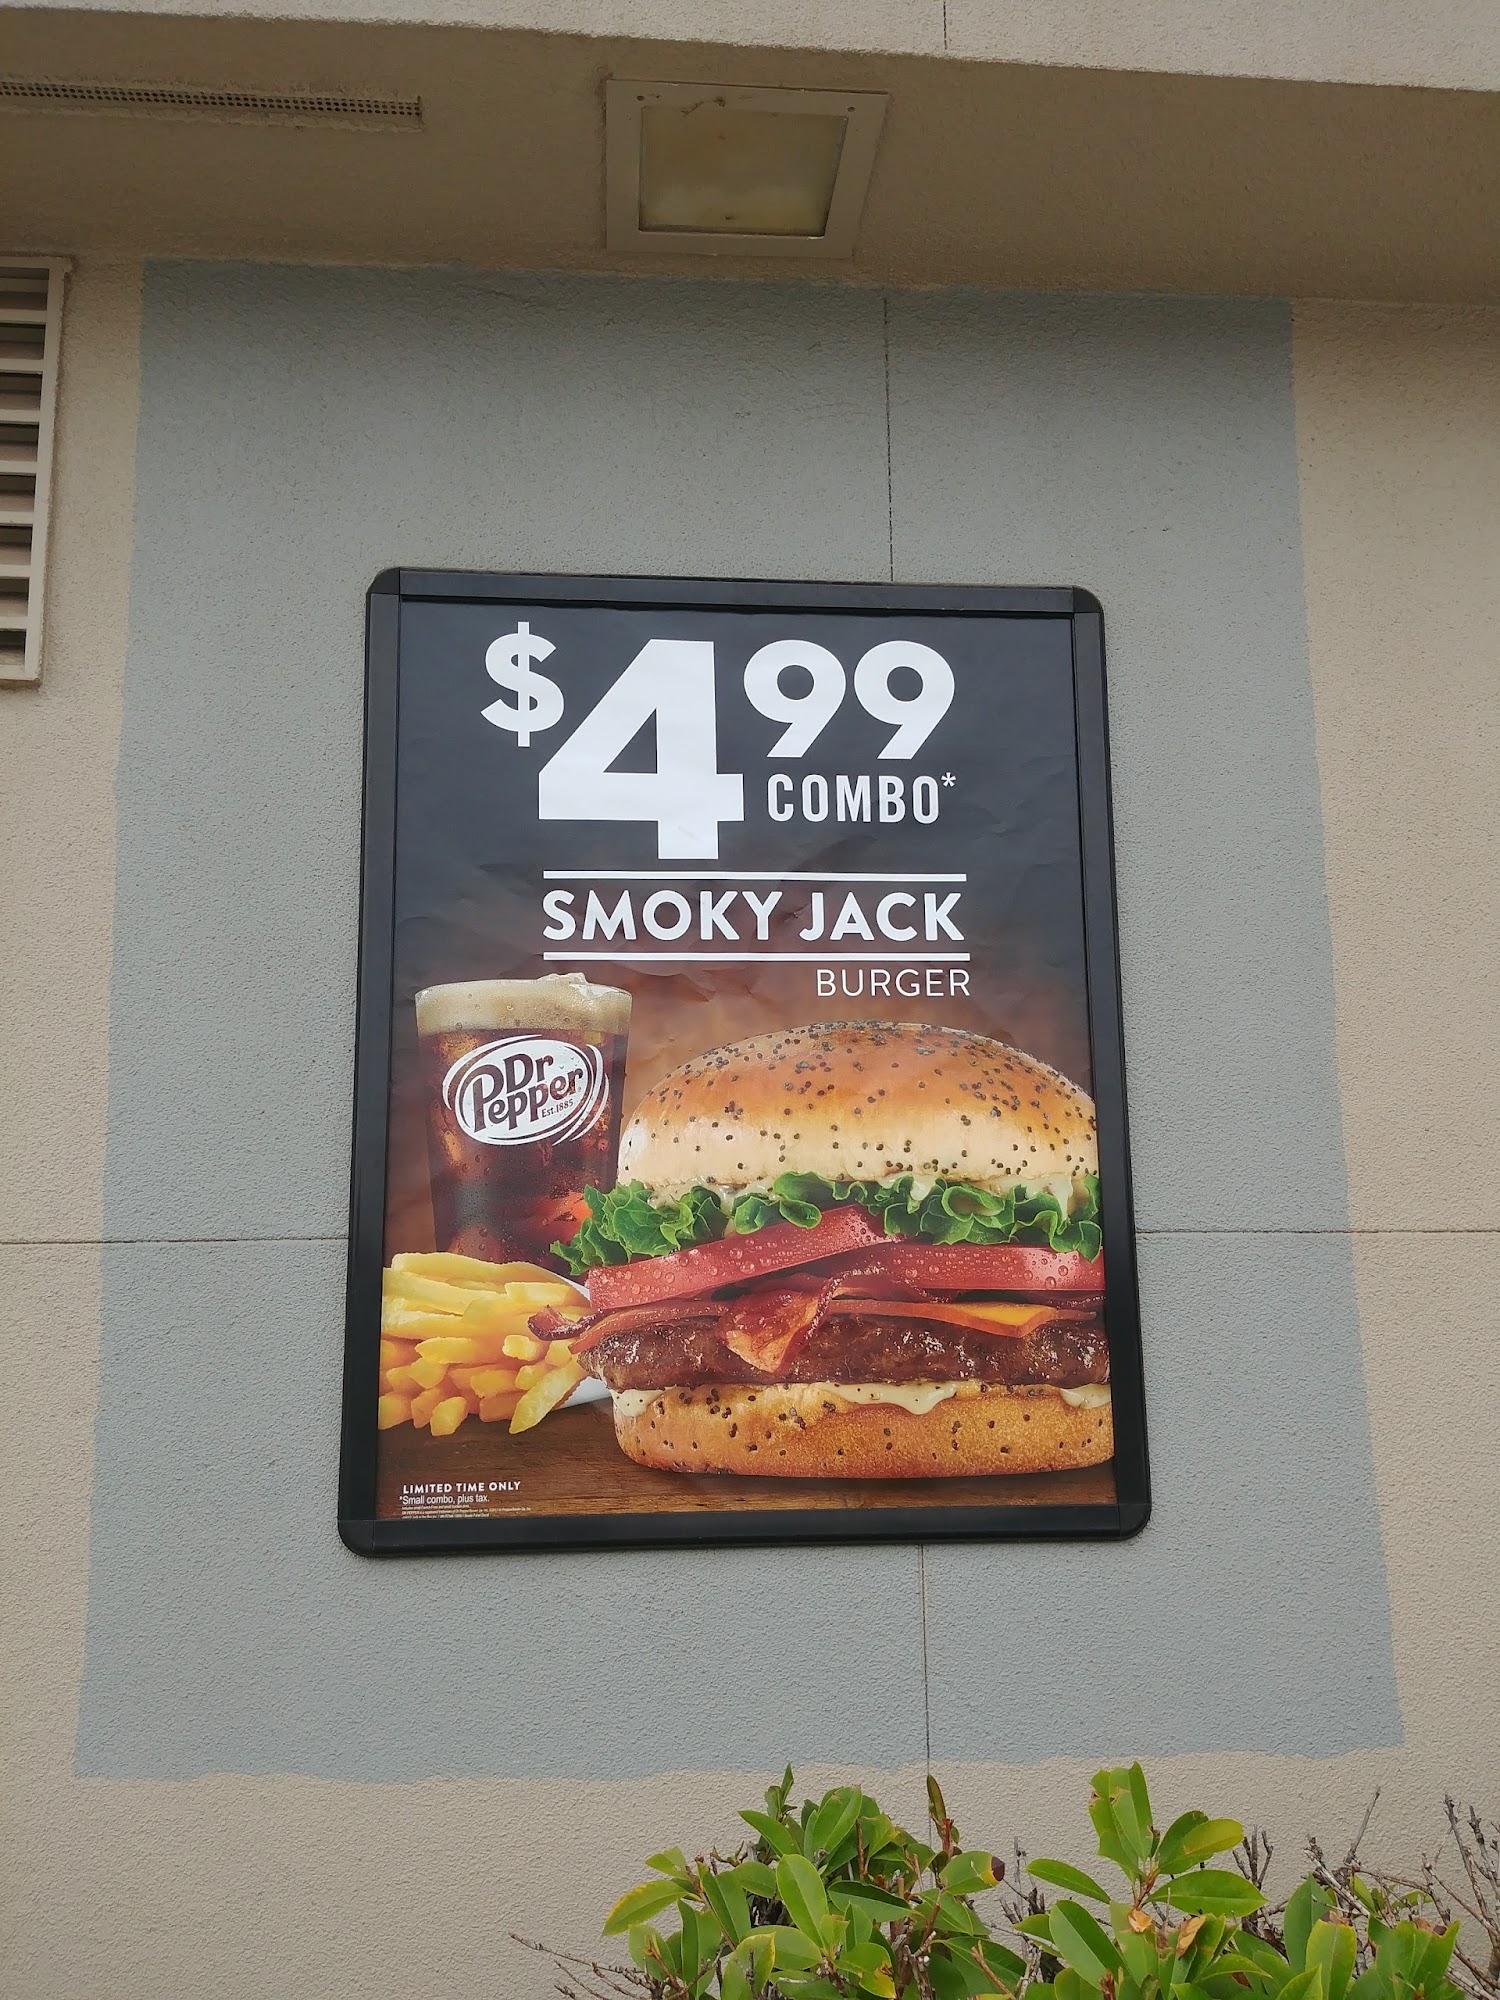 $4.99
COMBO*
SMOKY JACK
BURGER
Dr
Pepper
Est.1885
LIMITED TIME ONLY
*Small combo, plus tax.